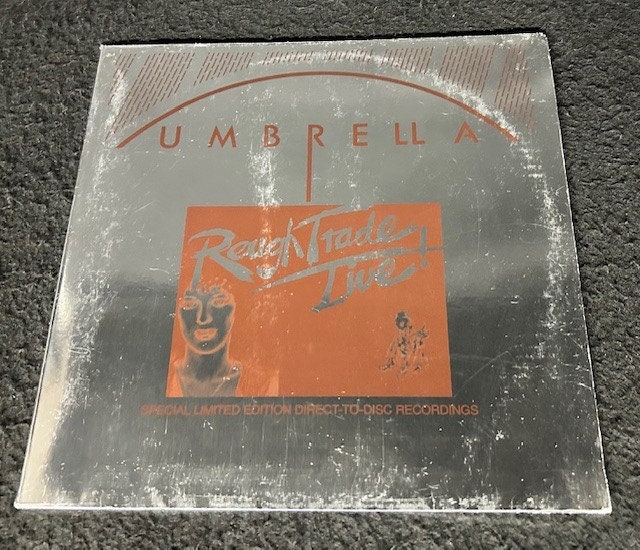 UMBRELLA
Rough Trade
Live!
SPECIAL LIMITED EDITION DIRECT-TO-DISC RECORDINGS